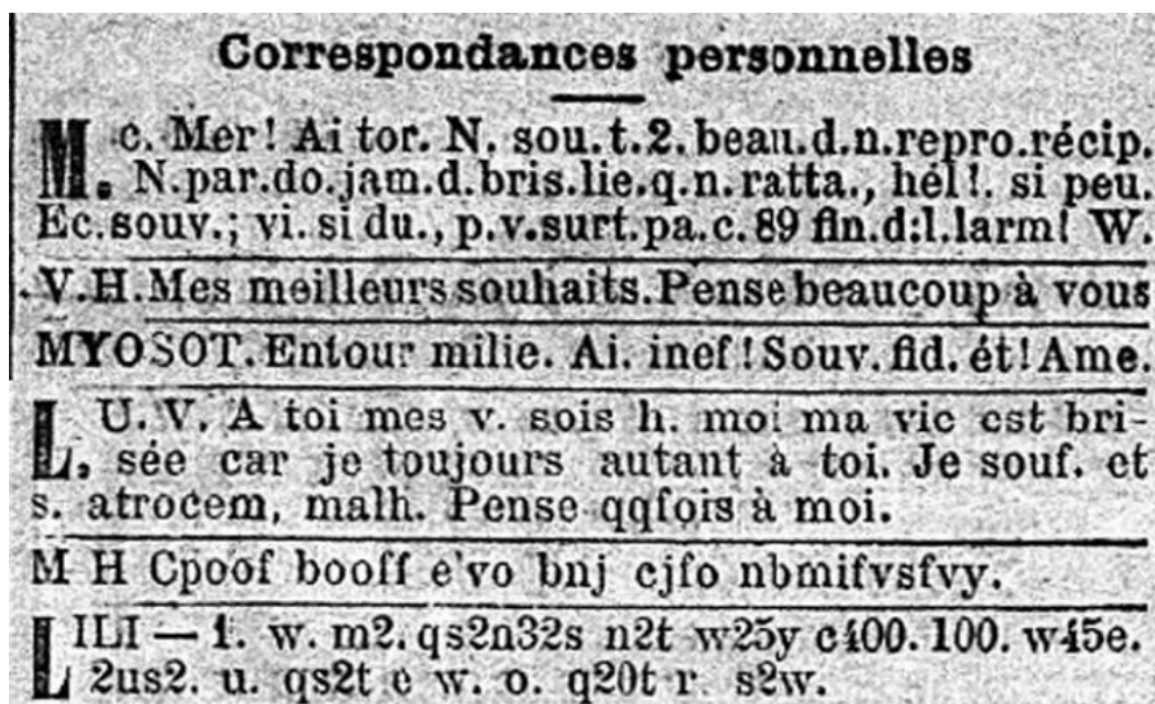 Correspondances personnelles
M. c. Mer! Ai tor. N. sou.t.2.beau.d.n.repro.récip.
N.par.do.jam.d.bris.lie.q.n.ratta., hél!. si peu.
Ec.souv.; vi.si du., p.v.surt.pa.c.89 fin.d:l.larm! W.
V.H.Mes meilleurs souhaits.Pense beaucoup à vous
MYOSOT.Entour milie. Ai. inef!Souv.fid.ét!Ame.
L. U.V. A toi mes v. sois h. moi ma vie est bri-
sée car je toujours autant à toi. Je souf. et
s. atrocem, malh. Pense qqfois à moi.
M H Cpoof booff e'vo bnj cjfo nbmifvsfvy.
LILI — 1. w. m2.qs2n32s n2t w25y c400.100. w45e.
2us2. u. qs2t e w. o. q20t r. s2w.